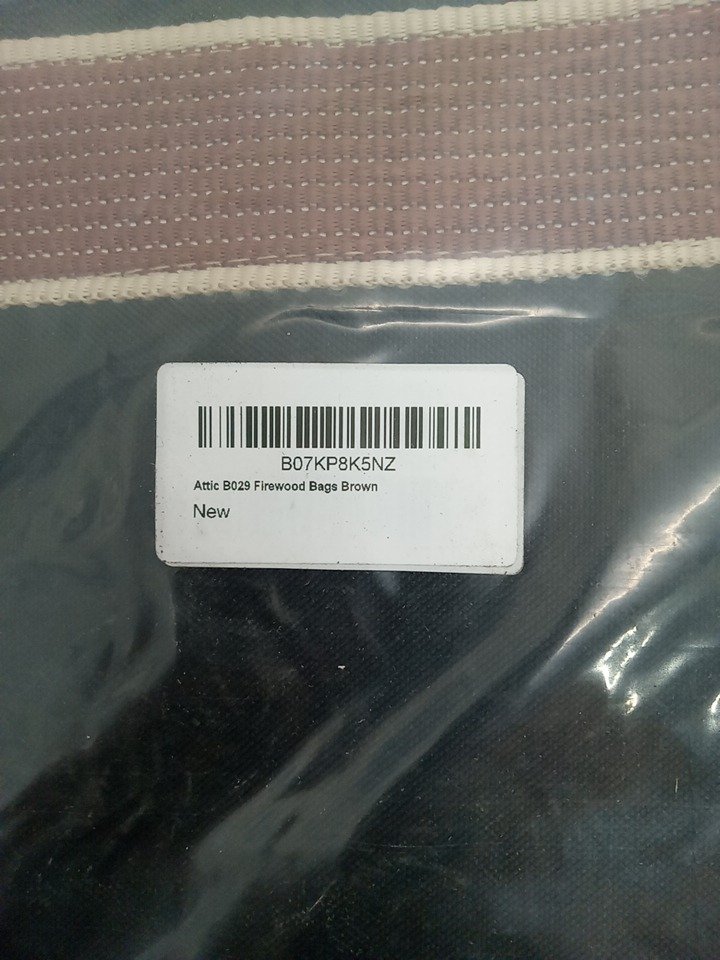 B07KP8K5NZ
Attic B029 Firewood Bags Brown
New